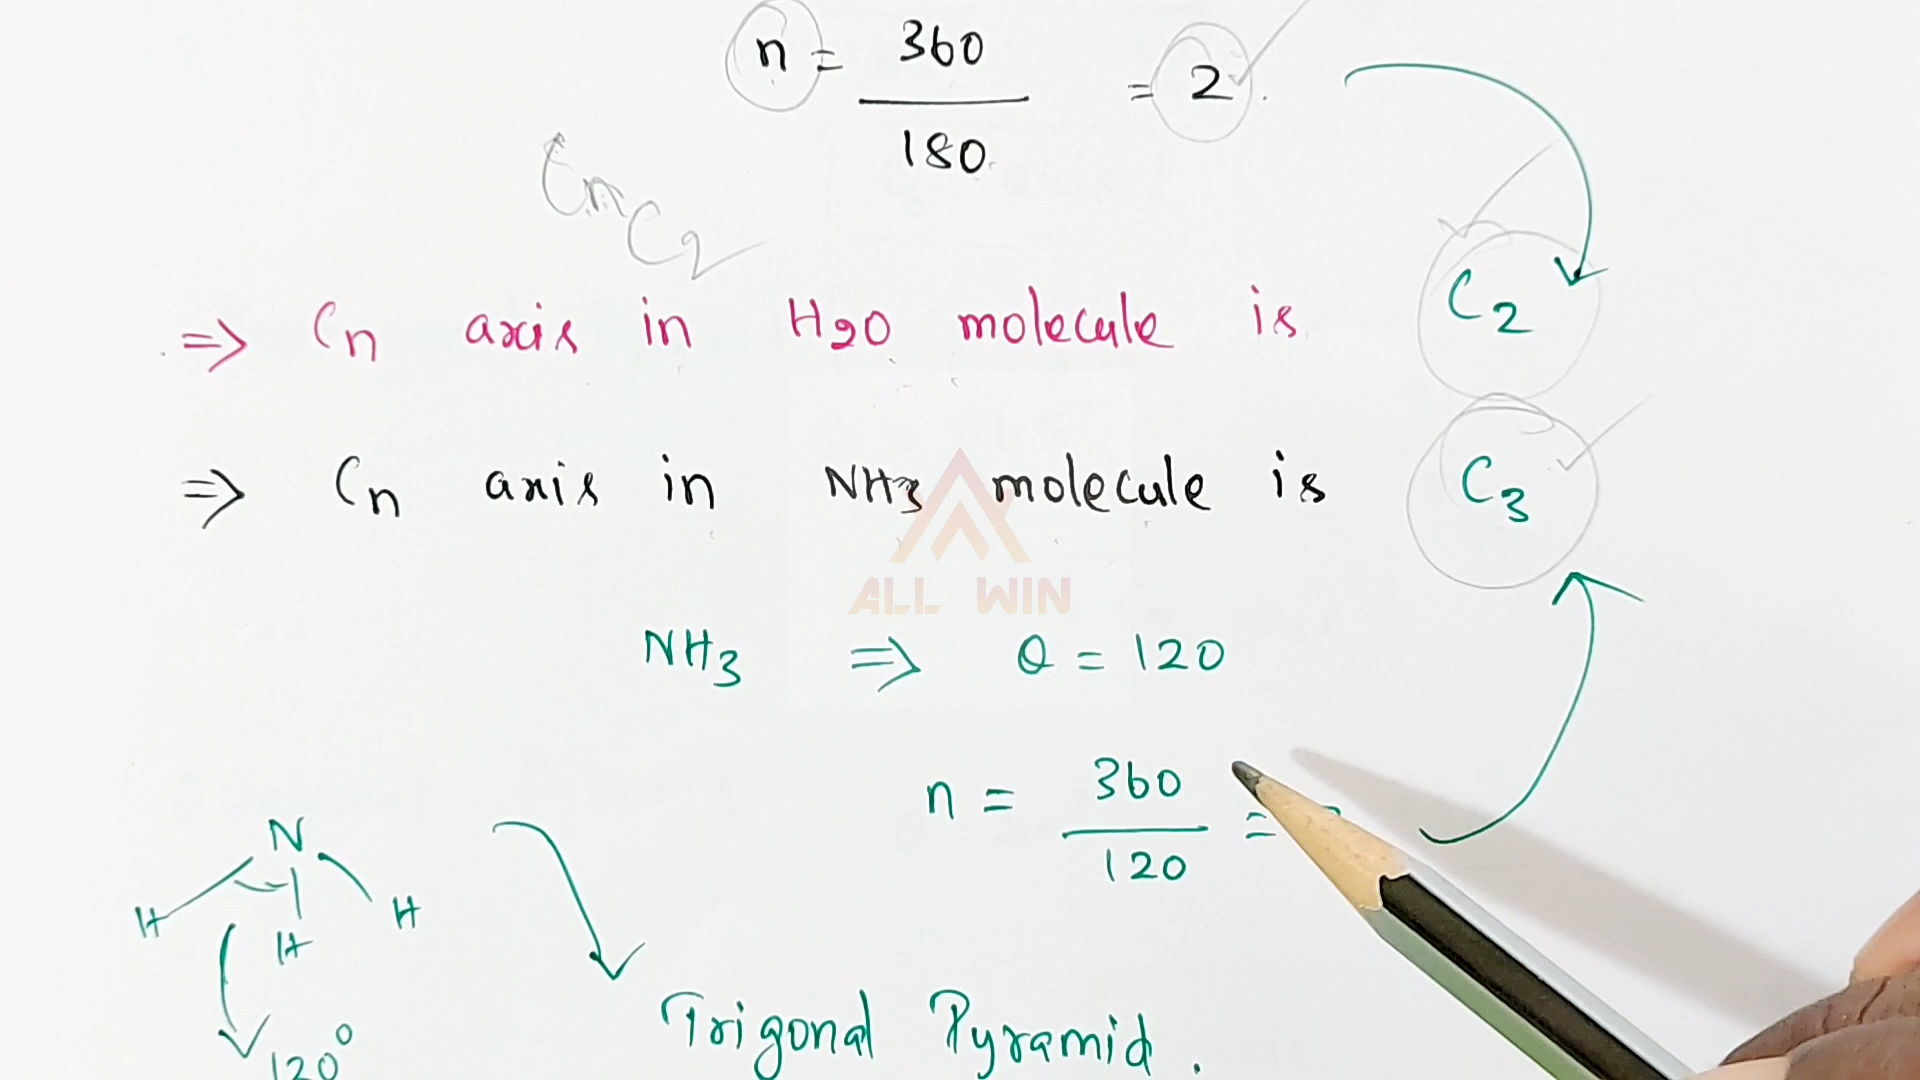 n = 360 / 180 = 2.
Cn C2
⇒ Cn axis in H2O molecule is C2
⇒ Cn axis in NH3 molecule is C3
ALL WIN
NH3 ⇒ θ = 120
n = 360 / 120 =
N
H H H
120°
Trigonal Pyramid.